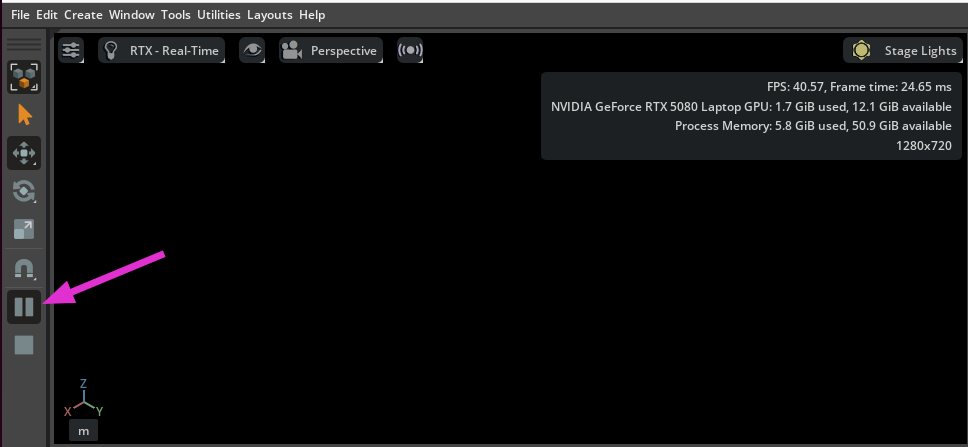 File Edit Create Window Tools Utilities Layouts Help
RTX - Real-Time Perspective Stage Lights
FPS: 40.57, Frame time: 24.65 ms
NVIDIA GeForce RTX 5080 Laptop GPU: 1.7 GiB used, 12.1 GiB available
Process Memory: 5.8 GiB used, 50.9 GiB available
1280x720
Z
X Y
m